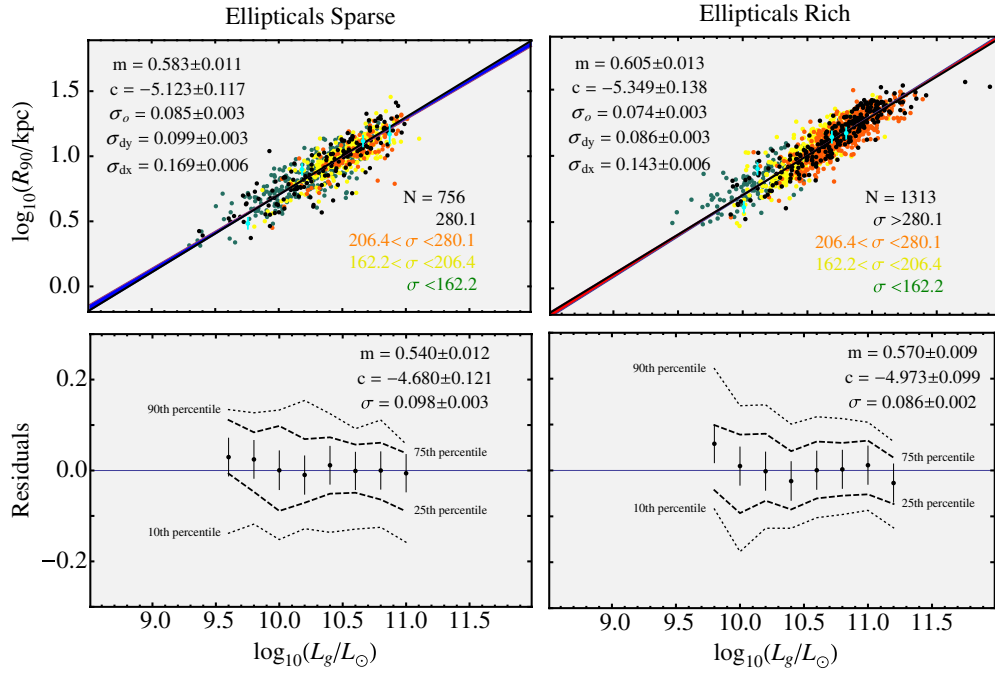 Ellipticals Sparse
Ellipticals Rich
m = 0.583±0.011
c = −5.123±0.117
σ_o = 0.085±0.003
σ_dy = 0.099±0.003
σ_dx = 0.169±0.006
N = 756
280.1
206.4< σ <280.1
162.2< σ <206.4
σ <162.2
log₁₀(R₉₀/kpc)
1.5
1.0
0.5
0.0
m = 0.605±0.013
c = −5.349±0.138
σ_o = 0.074±0.003
σ_dy = 0.086±0.003
σ_dx = 0.143±0.006
N = 1313
σ >280.1
206.4< σ <280.1
162.2< σ <206.4
σ <162.2
m = 0.540±0.012
c = −4.680±0.121
σ = 0.098±0.003
90th percentile
75th percentile
25th percentile
10th percentile
Residuals
0.2
0.0
−0.2
9.0 9.5 10.0 10.5 11.0 11.5
log₁₀(L_g/L_⊙)
m = 0.570±0.009
c = −4.973±0.099
σ = 0.086±0.002
90th percentile
75th percentile
25th percentile
10th percentile
9.0 9.5 10.0 10.5 11.0 11.5
log₁₀(L_g/L_⊙)